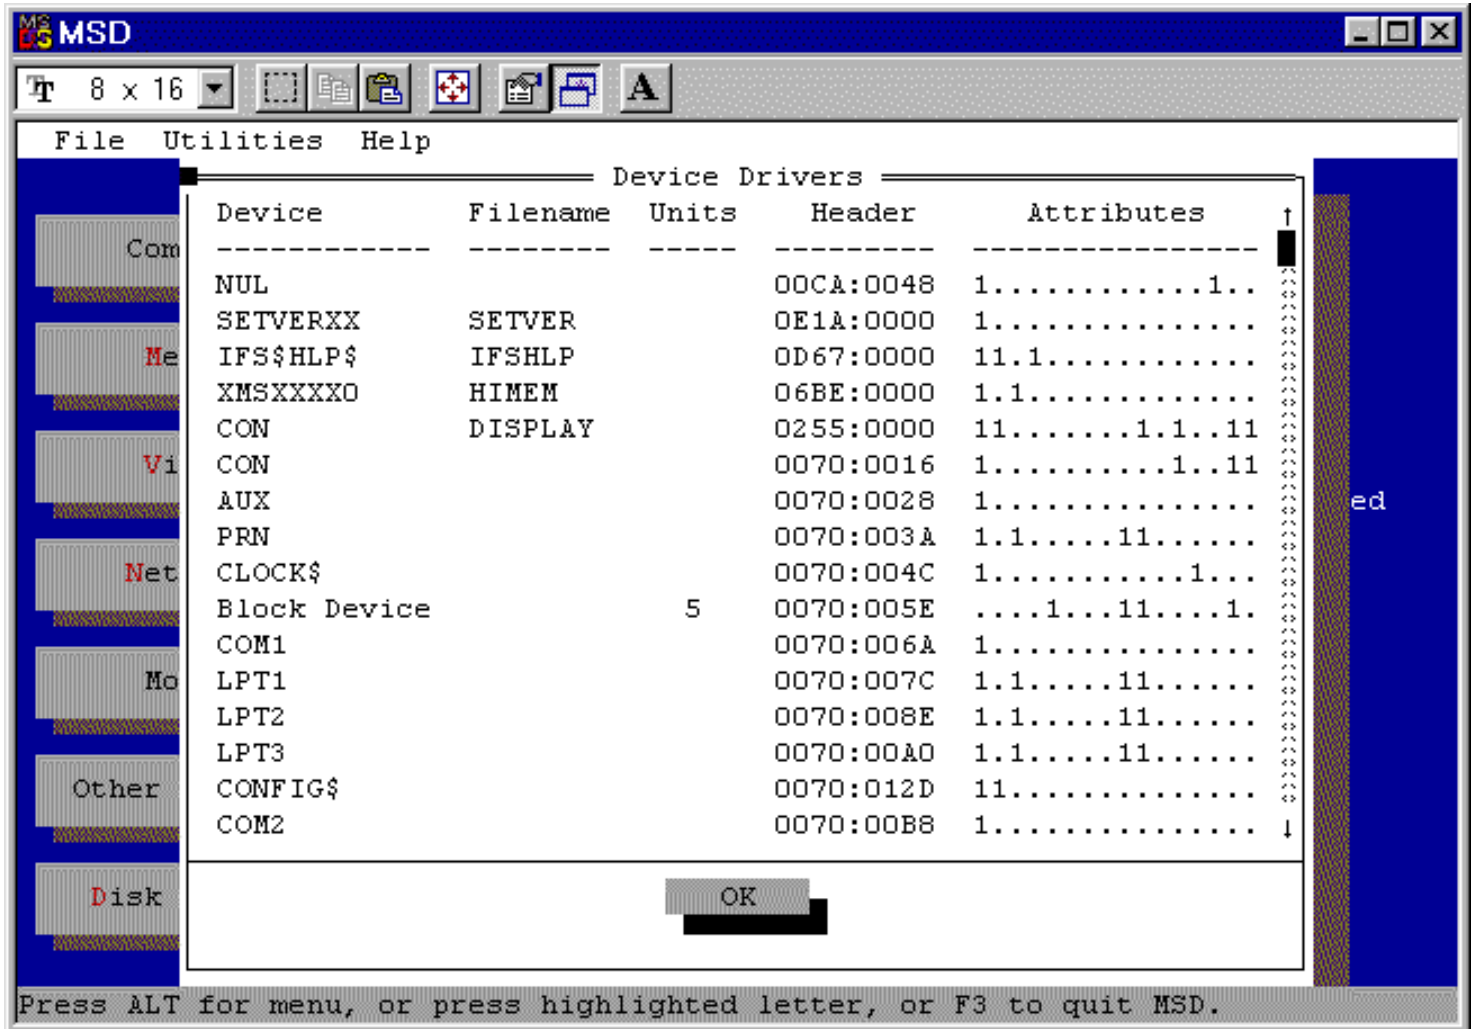 MSD
8 x 16
File Utilities Help
Device Drivers
Device Filename Units Header Attributes
------------ -------- ----- --------- ----------------
NUL 00CA:0048 1............1..
SETVERXX SETVER 0E1A:0000 1...............
IFS$HLP$ IFSHLP 0D67:0000 11.1............
XMSXXXX0 HIMEM 06BE:0000 1.1.............
CON DISPLAY 0255:0000 11.......1.1..11
CON 0070:0016 1..........1..11
AUX 0070:0028 1...............
PRN 0070:003A 1.1.....11......
CLOCK$ 0070:004C 1...........1...
Block Device 5 0070:005E ....1...11....1.
COM1 0070:006A 1...............
LPT1 0070:007C 1.1.....11......
LPT2 0070:008E 1.1.....11......
LPT3 0070:00A0 1.1.....11......
CONFIG$ 0070:012D 11..............
COM2 0070:00B8 1...............
OK
Com
Me
Vi
Net
Mo
Other
Disk
ed
Press ALT for menu, or press highlighted letter, or F3 to quit MSD.